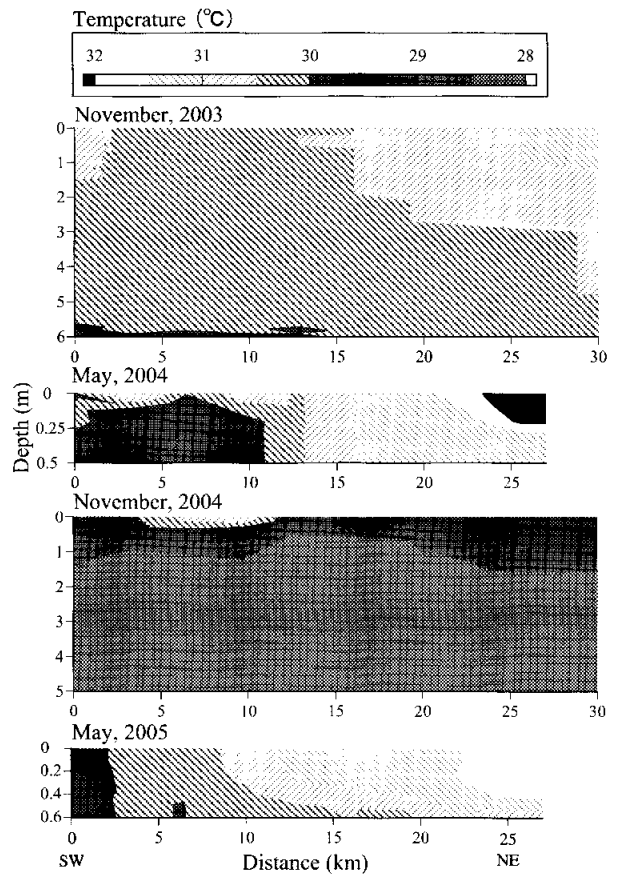 Temperature (°C)
32 31 30 29 28
November, 2003
0
1
2
3
4
5
6
0 5 10 15 20 25 30
May, 2004
Depth (m)
0
0.25
0.5
0 5 10 15 20 25
November, 2004
0
1
2
3
4
5
0 5 10 15 20 25 30
May, 2005
0
0.2
0.4
0.6
0 5 10 15 20 25
SW Distance (km) NE